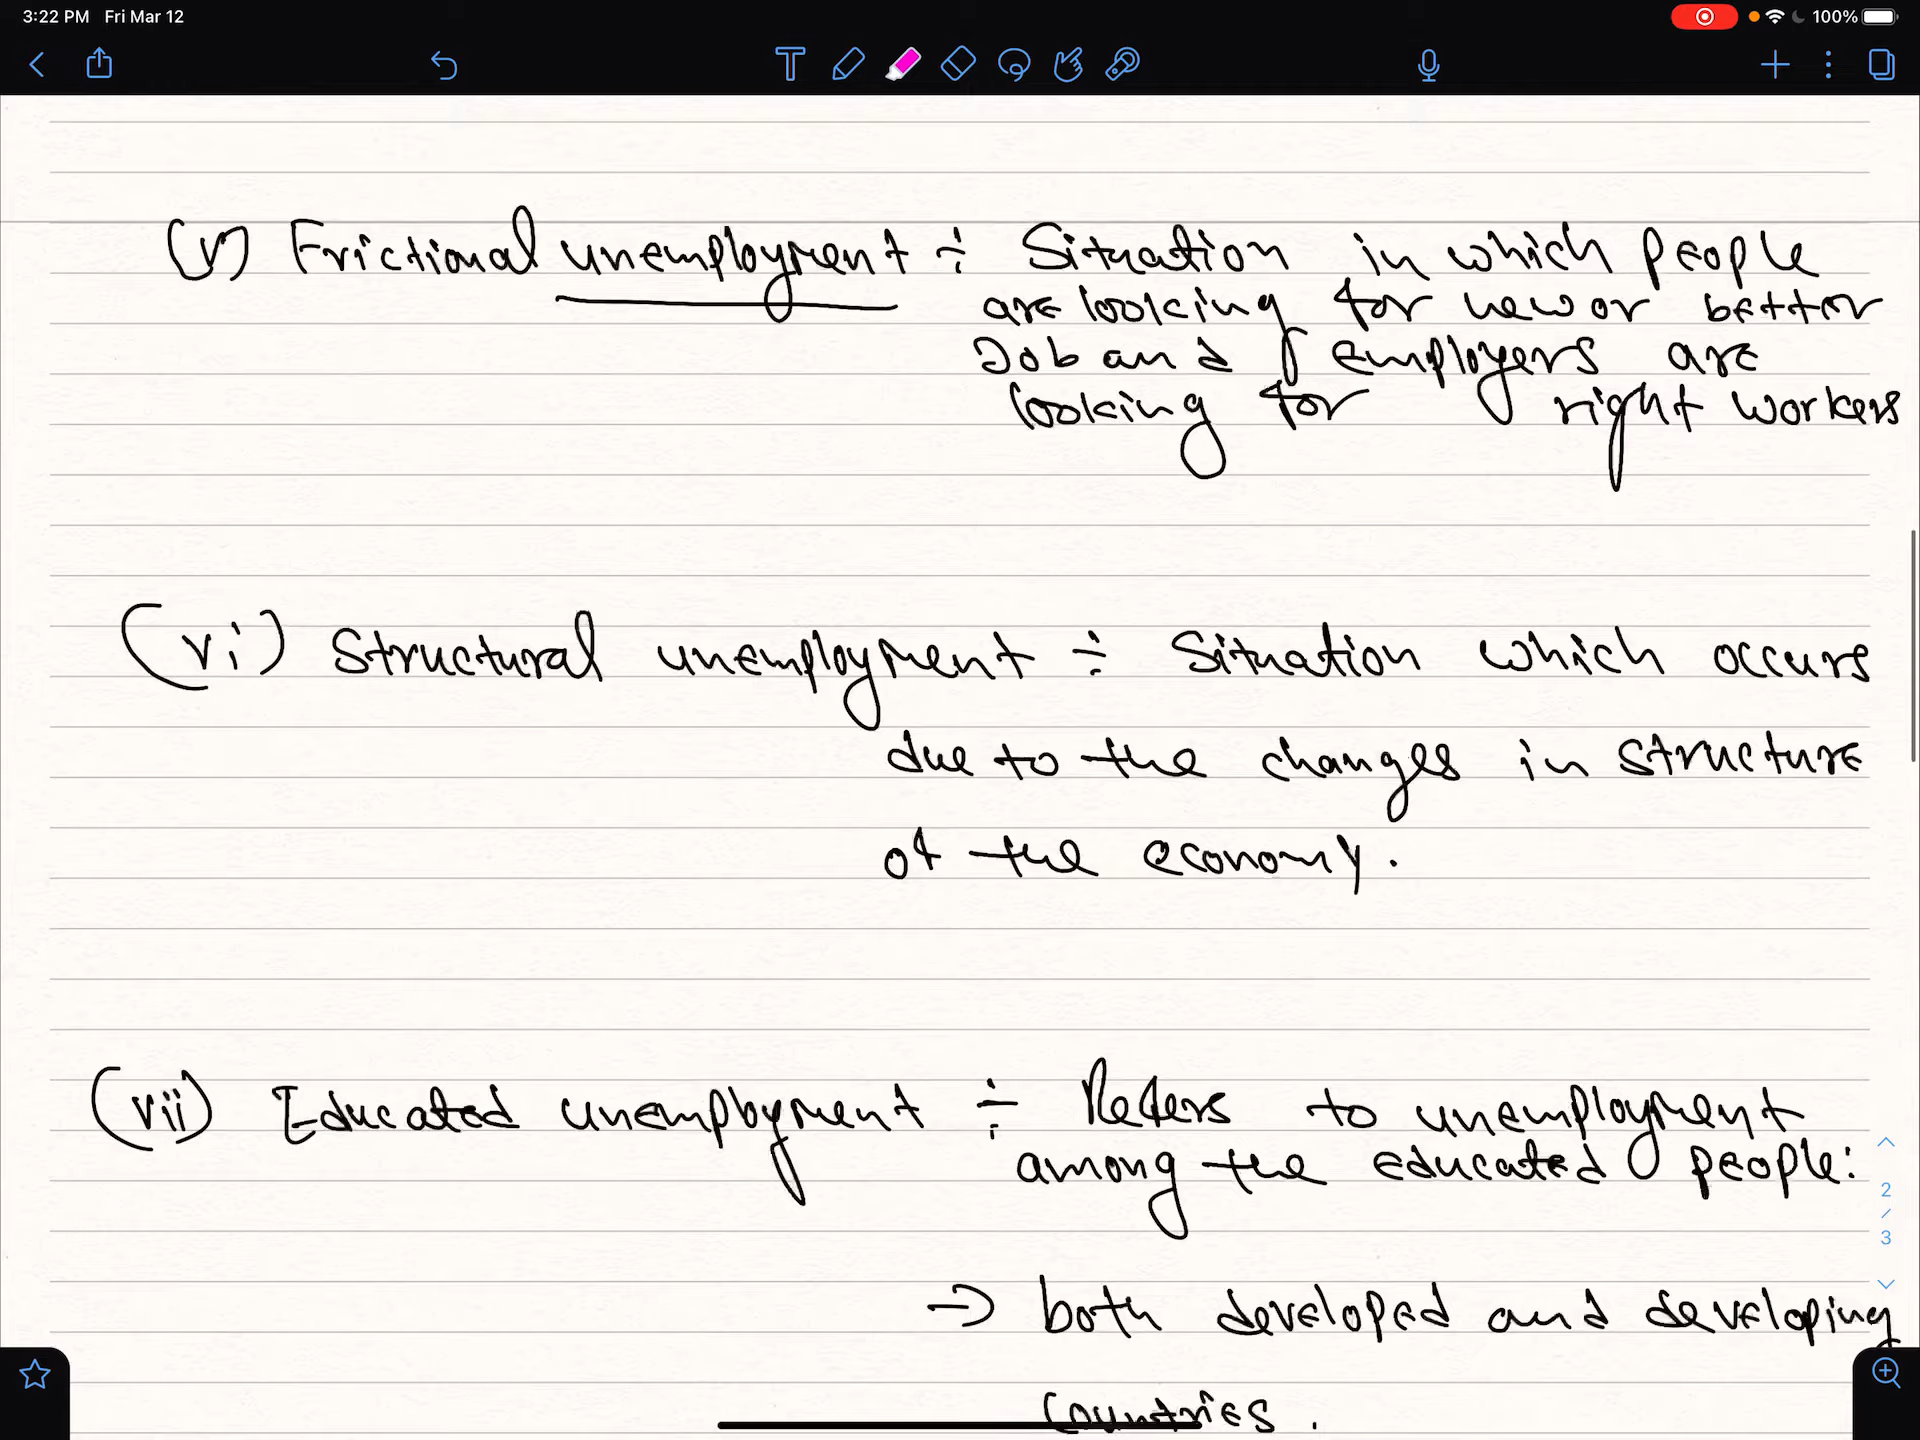 3:22 PM Fri Mar 12
100%
(v) Frictional unemployment ÷ Situation in which people
are looking for new or better
Job and employers are
looking for right workers
(vi) Structural unemployment ÷ Situation which occurs
due to the changes in structure
of the economy.
(vii) Educated unemployment ÷ Refers to unemployment
among the educated people:
2
/
3
→ both developed and developing
countries.